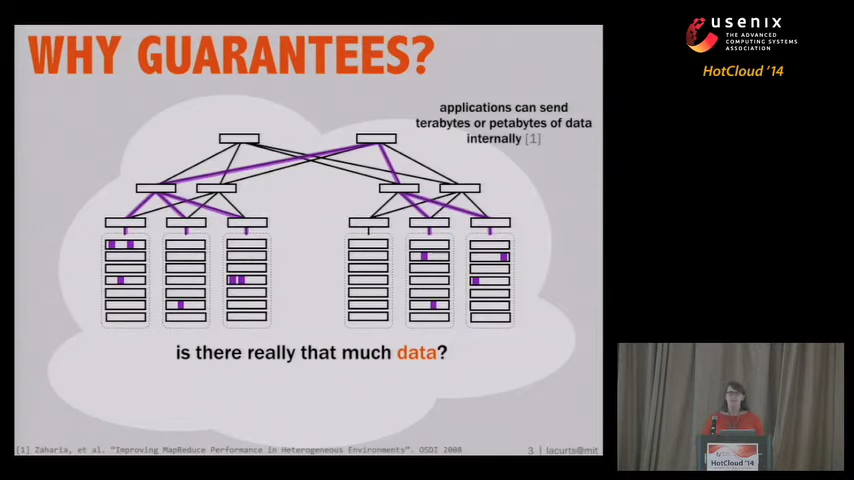 WHY GUARANTEES?
applications can send
terabytes or petabytes of data
internally [1]
is there really that much data?
[1] Zaharia, et al. "Improving MapReduce Performance in Heterogeneous Environments". OSDI 2008
3 | lacurts@mit
usenix
THE ADVANCED
COMPUTING SYSTEMS
ASSOCIATION
HotCloud '14
HotCloud '14